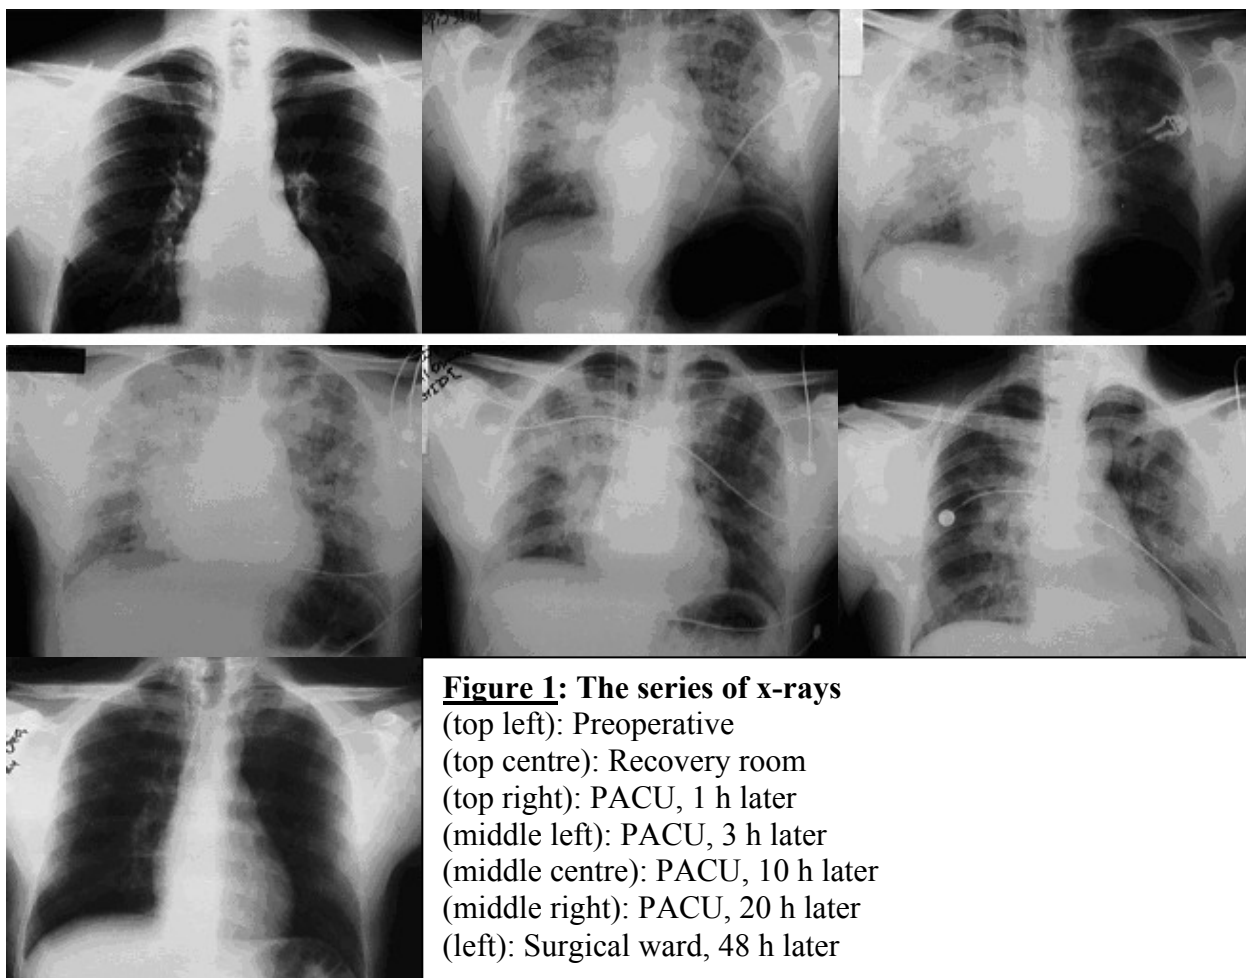 Figure 1: The series of x-rays
(top left): Preoperative
(top centre): Recovery room
(top right): PACU, 1 h later
(middle left): PACU, 3 h later
(middle centre): PACU, 10 h later
(middle right): PACU, 20 h later
(left): Surgical ward, 48 h later